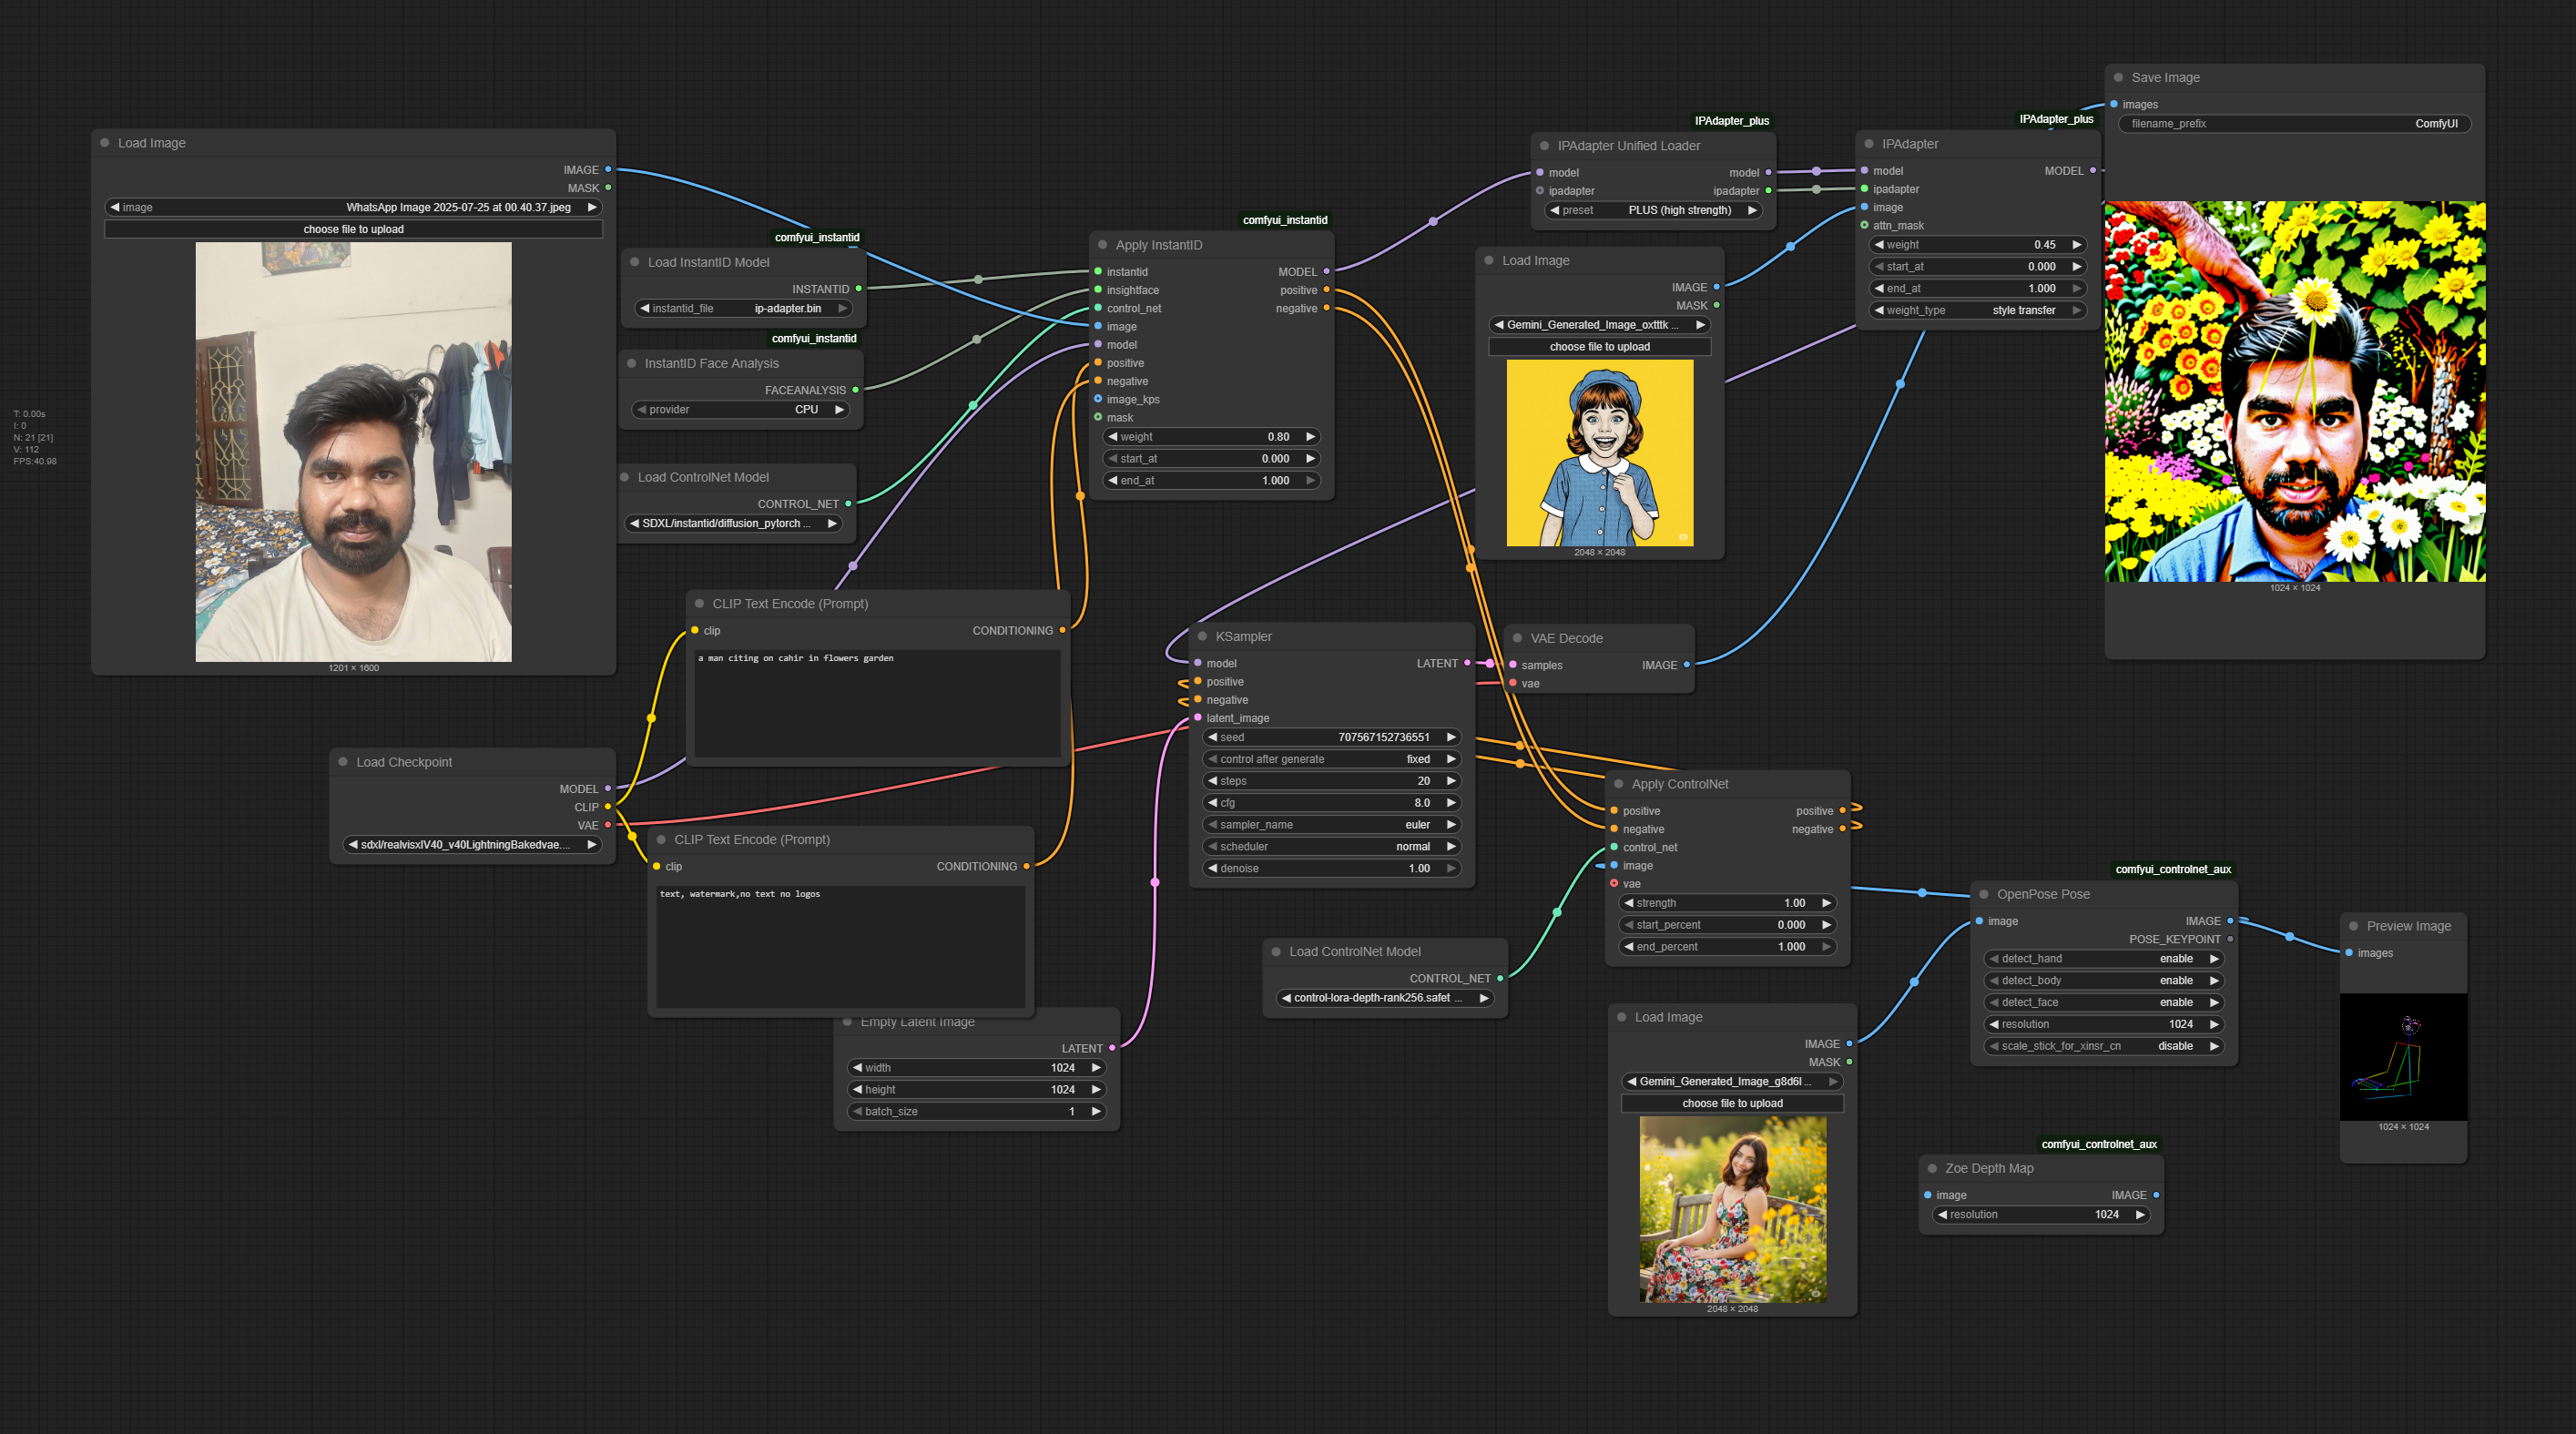 T: 0.00s
I: 0
N: 21 [21]
V: 112
FPS:40.98
Load Image
IMAGE
MASK
image WhatsApp Image 2025-07-25 at 00.40.37.jpeg
choose file to upload
1201 × 1600
comfyui_instantid
Load InstantID Model
INSTANTID
instantid_file ip-adapter.bin
comfyui_instantid
InstantID Face Analysis
FACEANALYSIS
provider CPU
Load ControlNet Model
CONTROL_NET
SDXL/instantid/diffusion_pytorch ...
comfyui_instantid
Apply InstantID
instantid MODEL
insightface positive
control_net negative
image
model
positive
negative
image_kps
mask
weight 0.80
start_at 0.000
end_at 1.000
IPAdapter_plus
IPAdapter Unified Loader
model model
ipadapter ipadapter
preset PLUS (high strength)
Load Image
IMAGE
MASK
Gemini_Generated_Image_oxtttk ...
choose file to upload
2048 × 2048
IPAdapter_plus
IPAdapter
model MODEL
ipadapter
image
attn_mask
weight 0.45
start_at 0.000
end_at 1.000
weight_type style transfer
Save Image
images
filename_prefix ComfyUI
1024 × 1024
CLIP Text Encode (Prompt)
clip CONDITIONING
a man citing on cahir in flowers garden
Load Checkpoint
MODEL
CLIP
VAE
sdxl/realvisxlV40_v40LightningBakedvae....
CLIP Text Encode (Prompt)
clip CONDITIONING
text, watermark,no text no logos
Empty Latent Image
LATENT
width 1024
height 1024
batch_size 1
KSampler
model LATENT
positive
negative
latent_image
seed 707567152736551
control after generate fixed
steps 20
cfg 8.0
sampler_name euler
scheduler normal
denoise 1.00
VAE Decode
samples IMAGE
vae
Apply ControlNet
positive positive
negative negative
control_net
image
vae
strength 1.00
start_percent 0.000
end_percent 1.000
Load ControlNet Model
CONTROL_NET
control-lora-depth-rank256.safet ...
Load Image
IMAGE
MASK
Gemini_Generated_Image_g8d6l ...
choose file to upload
2048 × 2048
comfyui_controlnet_aux
OpenPose Pose
image IMAGE
POSE_KEYPOINT
detect_hand enable
detect_body enable
detect_face enable
resolution 1024
scale_stick_for_xinsr_cn disable
Preview Image
images
1024 × 1024
comfyui_controlnet_aux
Zoe Depth Map
image IMAGE
resolution 1024